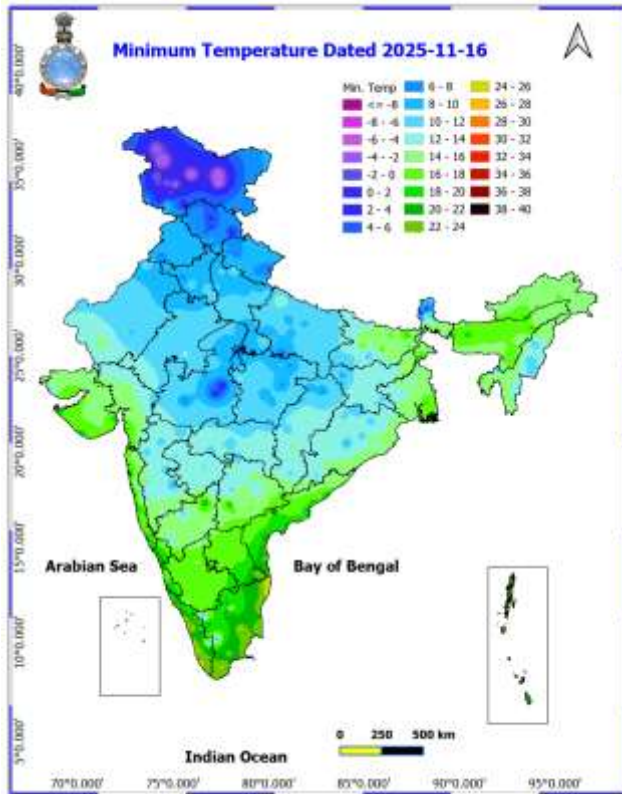 Minimum Temperature Dated 2025-11-16
Min. Temp
<= -8
-8 - -6
-6 - -4
-4 - -2
-2 - 0
0 - 2
2 - 4
4 - 6
6 - 8
8 - 10
10 - 12
12 - 14
14 - 16
16 - 18
18 - 20
20 - 22
22 - 24
24 - 26
26 - 28
28 - 30
30 - 32
32 - 34
34 - 36
36 - 38
38 - 40
40°0.000'
35°0.000'
30°0.000'
25°0.000'
20°0.000'
15°0.000'
10°0.000'
5°0.000'
Arabian Sea
Bay of Bengal
0 250 500 km
Indian Ocean
70°0.000' 75°0.000' 80°0.000' 85°0.000' 90°0.000' 95°0.000'